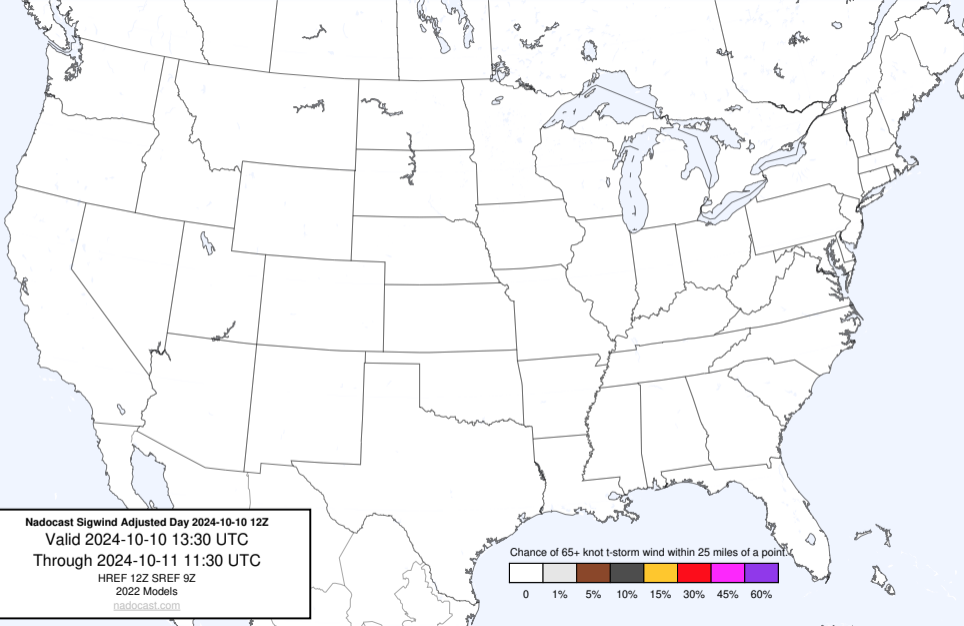 Nadocast Sigwind Adjusted Day 2024-10-10 12Z
Valid 2024-10-10 13:30 UTC
Through 2024-10-11 11:30 UTC
HREF 12Z SREF 9Z
2022 Models
nadocast.com
Chance of 65+ knot t-storm wind within 25 miles of a point.
0 1% 5% 10% 15% 30% 45% 60%